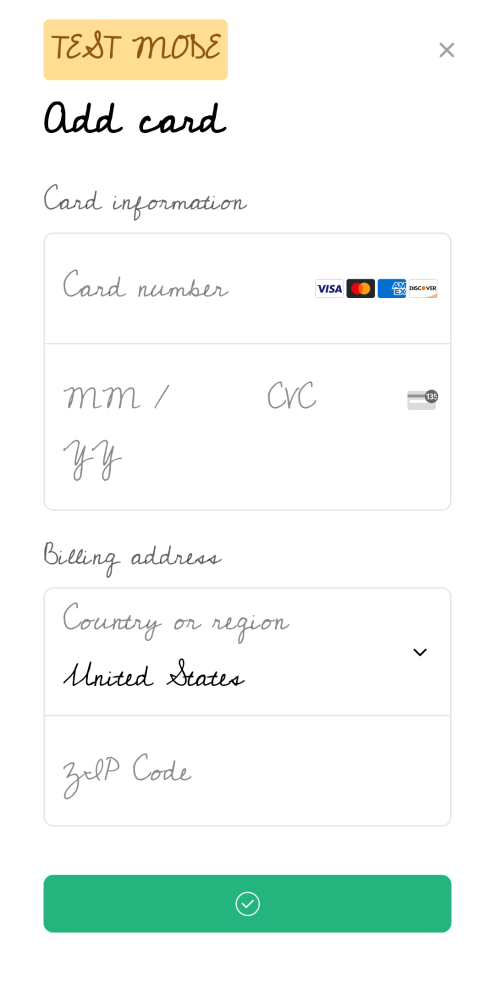 TEST MODE
Add card
Card information
Card number VISA AM EX DISCOVER
MM / YY CVC 135
Billing address
Country or region
United States
ZIP Code